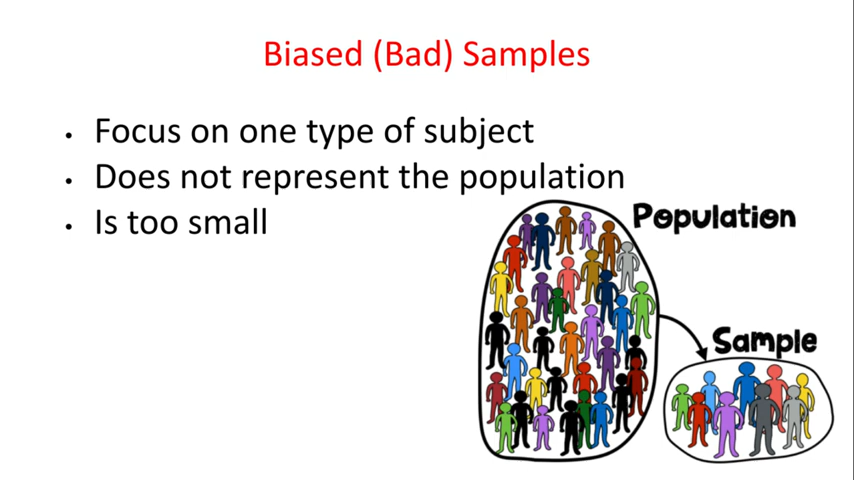 Biased (Bad) Samples
• Focus on one type of subject
• Does not represent the population
• Is too small
Population
Sample